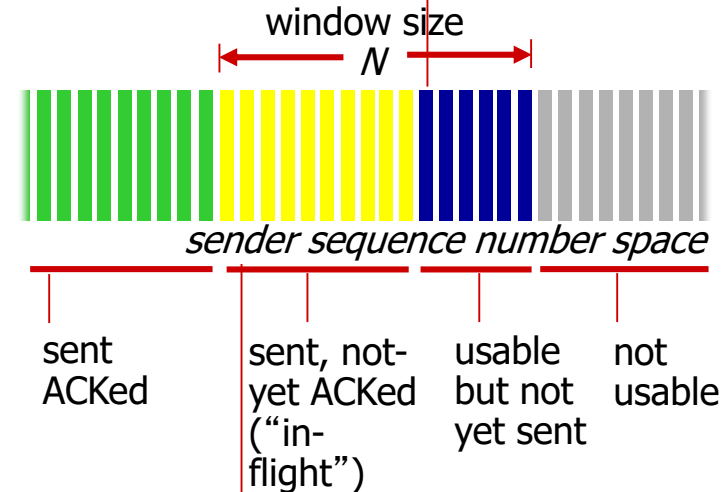 window size
N
sender sequence number space
sent
ACKed
sent, not-
yet ACKed
(“in-
flight”)
usable
but not
yet sent
not
usable